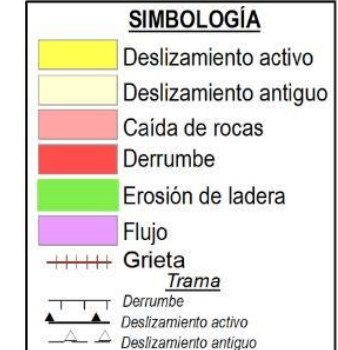 SIMBOLOGÍA
Deslizamiento activo
Deslizamiento antiguo
Caída de rocas
Derrumbe
Erosión de ladera
Flujo
Grieta
Trama
Derrumbe
Deslizamiento activo
Deslizamiento antiguo